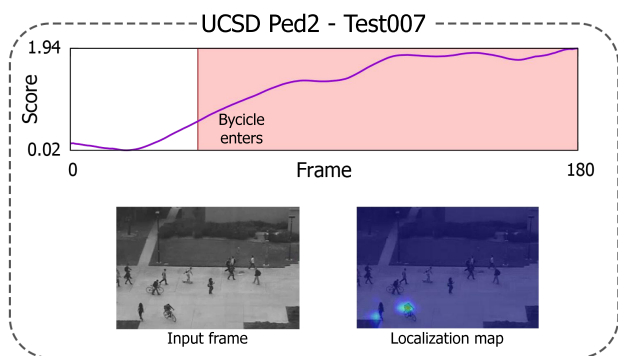 UCSD Ped2 - Test007
1.94
Score
0.02
Bycicle
enters
0
Frame
180
Input frame
Localization map